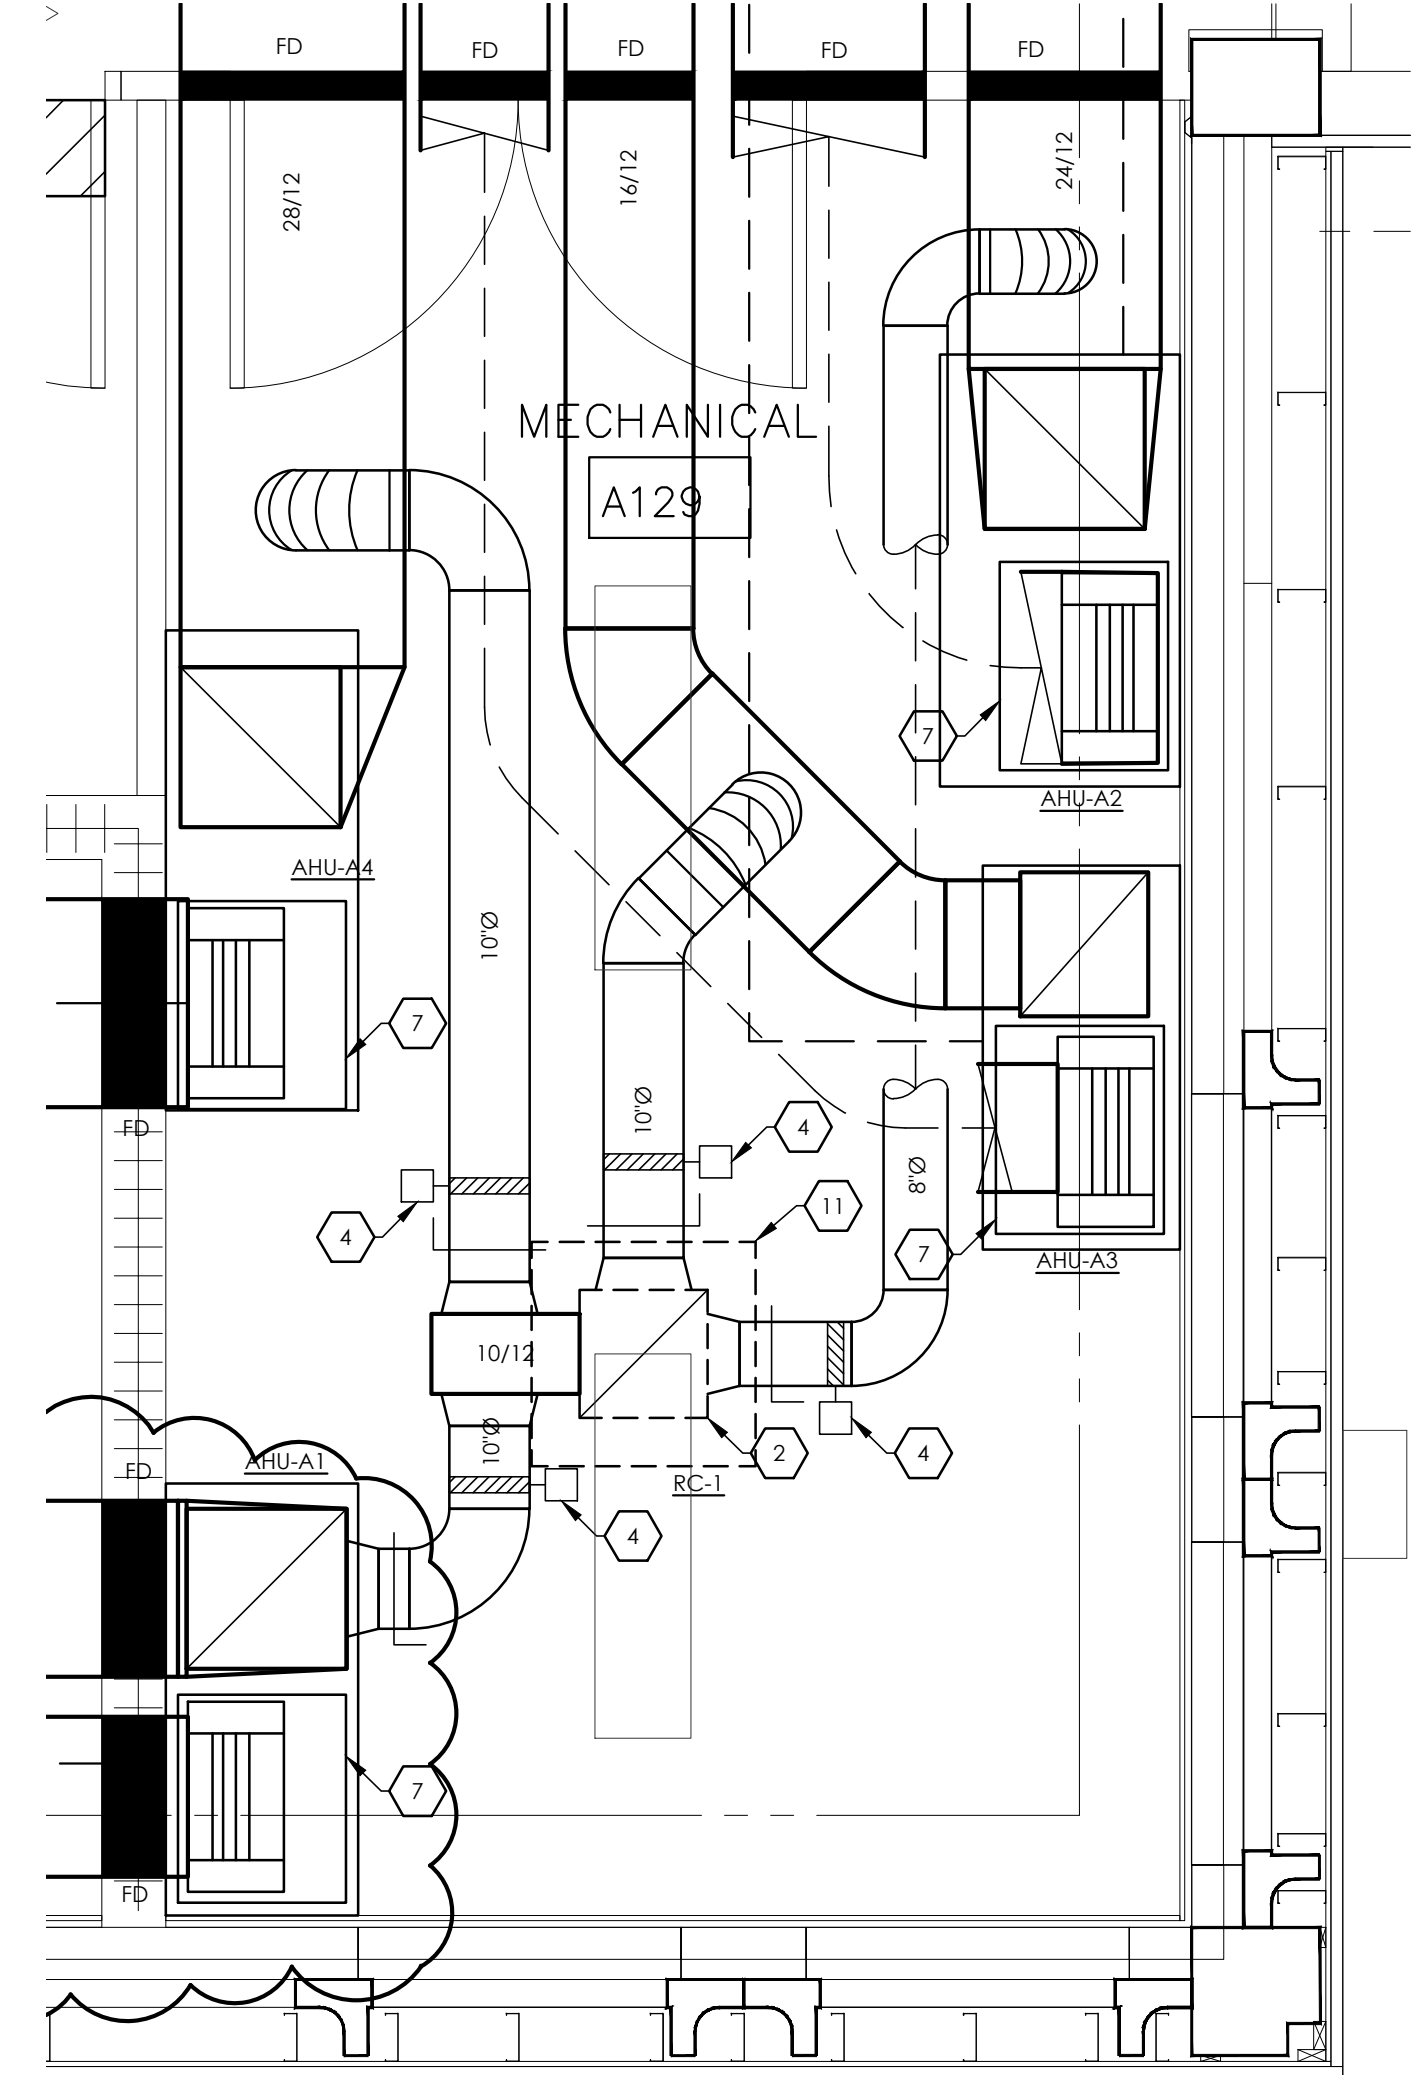 FD
FD
FD
FD
FD
28/12
16/12
24/12
MECHANICAL
A129
7
AHU-A2
AHU-A4
10"Ø
7
FD
10"Ø
4
8"Ø
11
4
7
AHU-A3
10/12
10"Ø
2
4
AHU-A1
FD
RC-1
4
7
FD